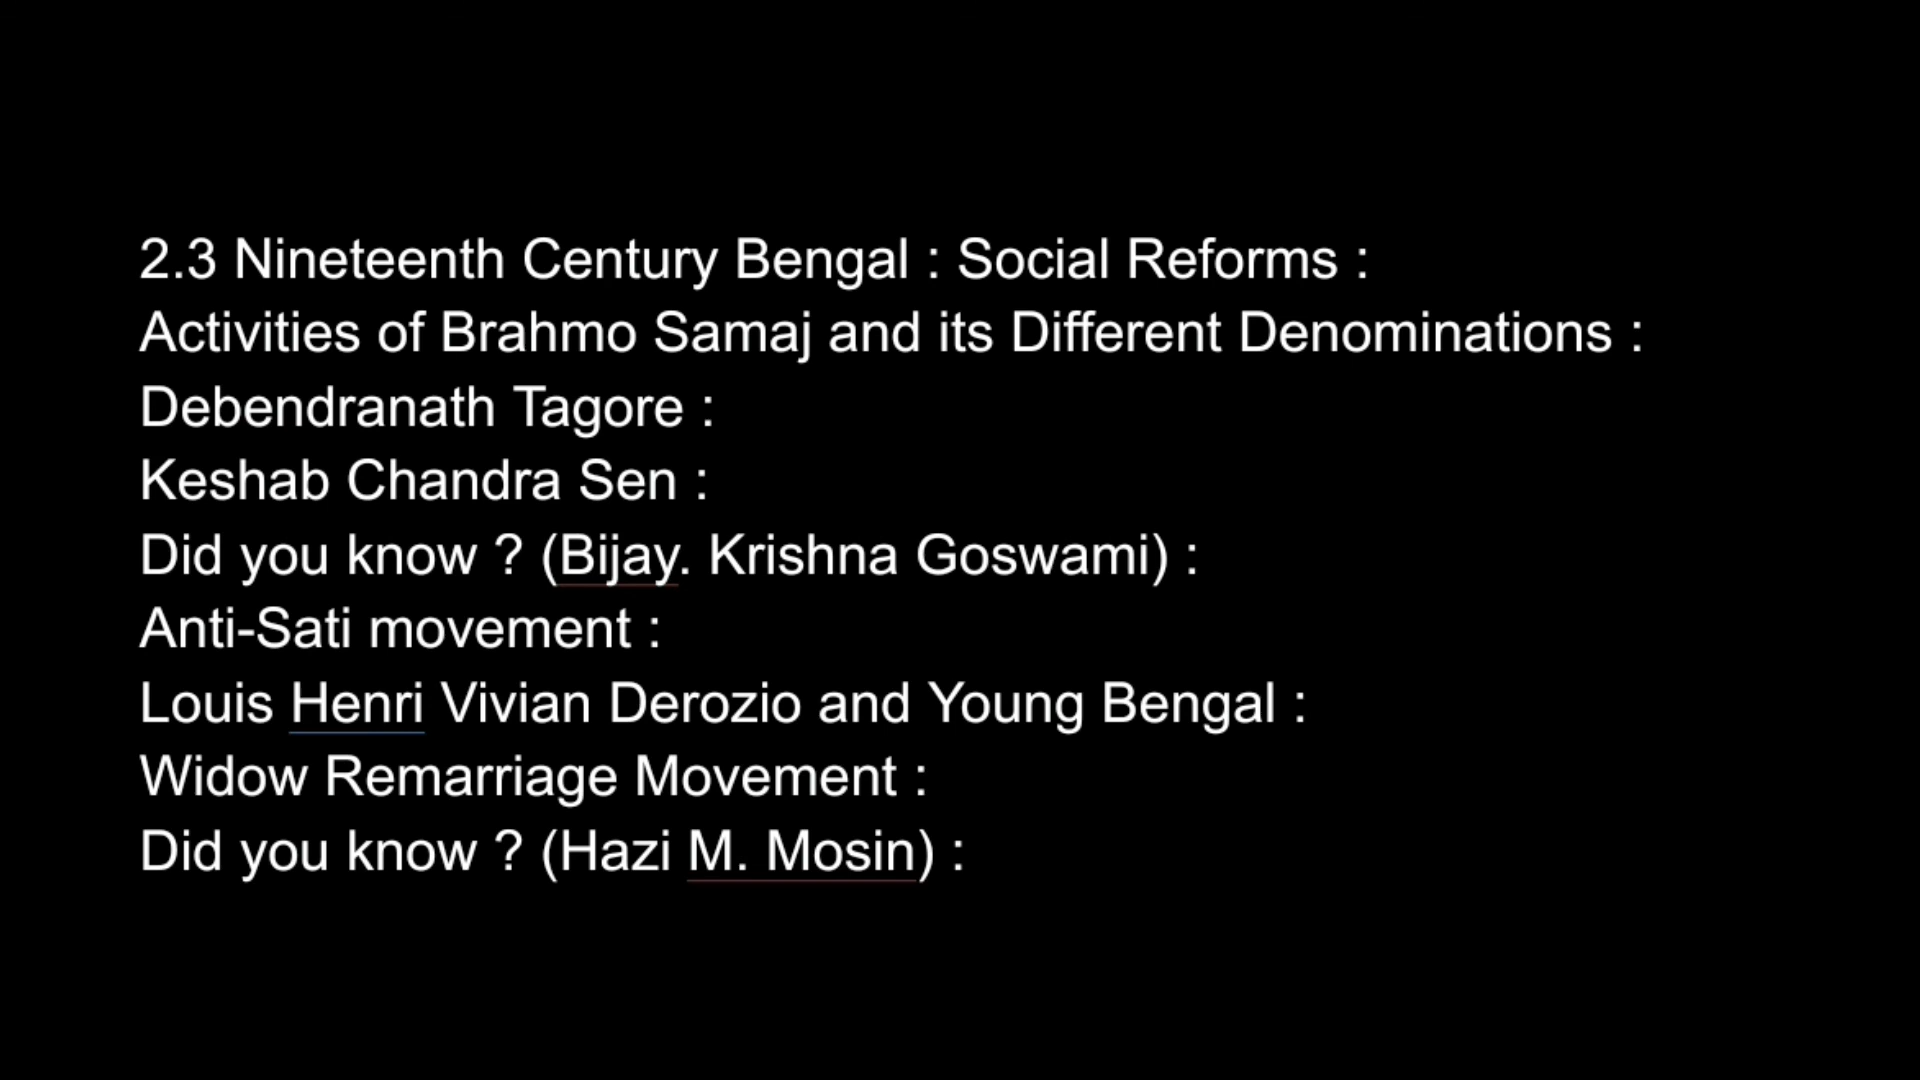 2.3 Nineteenth Century Bengal : Social Reforms :
Activities of Brahmo Samaj and its Different Denominations :
Debendranath Tagore :
Keshab Chandra Sen :
Did you know ? (Bijay. Krishna Goswami) :
Anti-Sati movement :
Louis Henri Vivian Derozio and Young Bengal :
Widow Remarriage Movement :
Did you know ? (Hazi M. Mosin) :